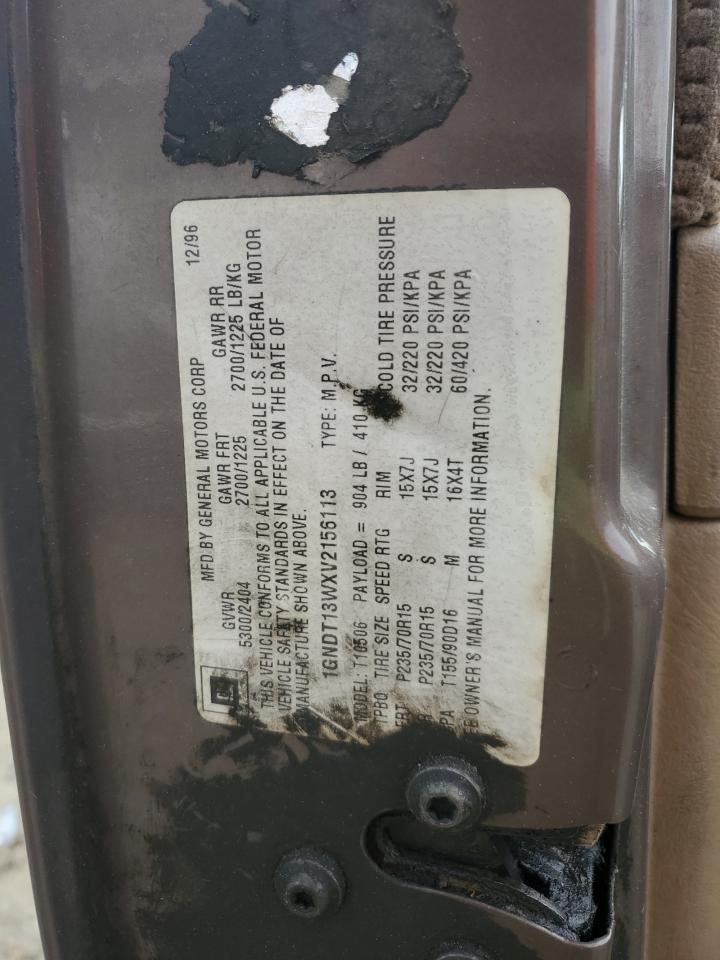 MFD BY GENERAL MOTORS CORP 12/96
GVWR GAWR FRT GAWR RR
5300/2404 2700/1225 2700/1225 LB/KG
THIS VEHICLE CONFORMS TO ALL APPLICABLE U.S. FEDERAL MOTOR
VEHICLE SAFETY STANDARDS IN EFFECT ON THE DATE OF
MANUFACTURE SHOWN ABOVE.
1GNDT13WXV2156113 TYPE: M.P.V.
MODEL: T10506 PAYLOAD = 904 LB / 410 KG
TPBQ TIRE SIZE SPEED RTG RIM COLD TIRE PRESSURE
FRT P235/70R15 S 15X7J 32/220 PSI/KPA
P235/70R15 S 15X7J 32/220 PSI/KPA
T155/90D16 M 16X4T 60/420 PSI/KPA
OWNER'S MANUAL FOR MORE INFORMATION.